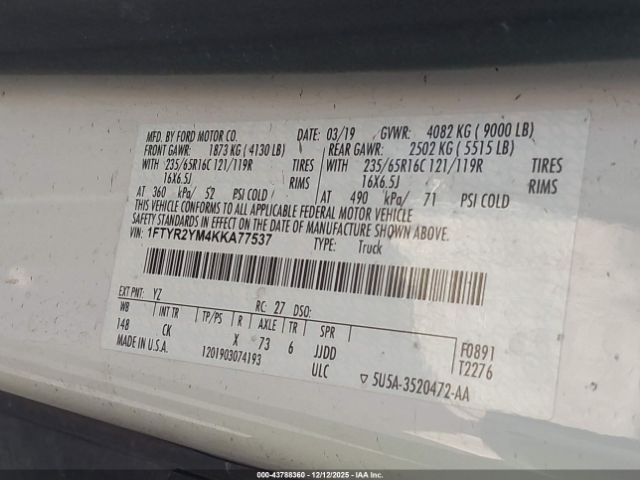 MFD. BY FORD MOTOR CO. DATE: 03/19 GVWR: 4082 KG ( 9000 LB)
FRONT GAWR: 1873 KG ( 4130 LB) REAR GAWR: 2502 KG ( 5515 LB)
WITH 235/65R16C 121/119R TIRES WITH 235/65R16C 121/119R TIRES
16X6.5J RIMS 16X6.5J RIMS
AT 360 kPa/ 52 PSI COLD AT 490 kPa/ 71 PSI COLD
THIS VEHICLE CONFORMS TO ALL APPLICABLE FEDERAL MOTOR VEHICLE
SAFETY STANDARDS IN EFFECT ON THE DATE OF MANUFACTURE SHOWN ABOVE
VIN: 1FTYR2YM4KKA77537 TYPE: Truck
EXT PNT: YZ RC: 27 DSO:
WB INT TR TP/PS R AXLE TR SPR
148 CK X 73 6 JJDD
ULC
MADE IN U.S.A. 1201903074193
F0891
T2276
▽ 5U5A-3520472-AA
000-43788360 - 12/12/2025 - IAAI.com